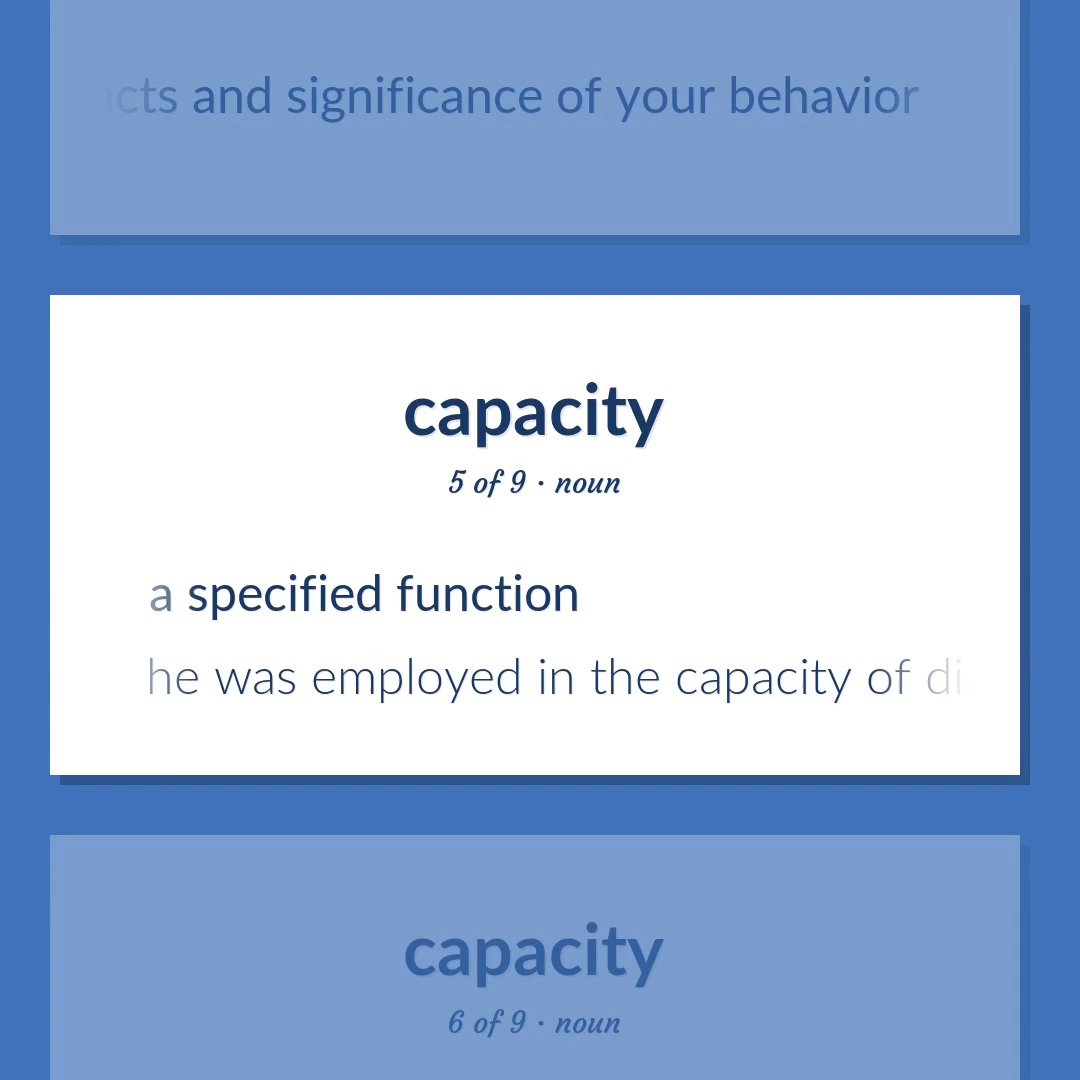 and significance of your behavior
capacity
5 of 9 · noun
a specified function
he was employed in the capacity of
capacity
6 of 9 · noun